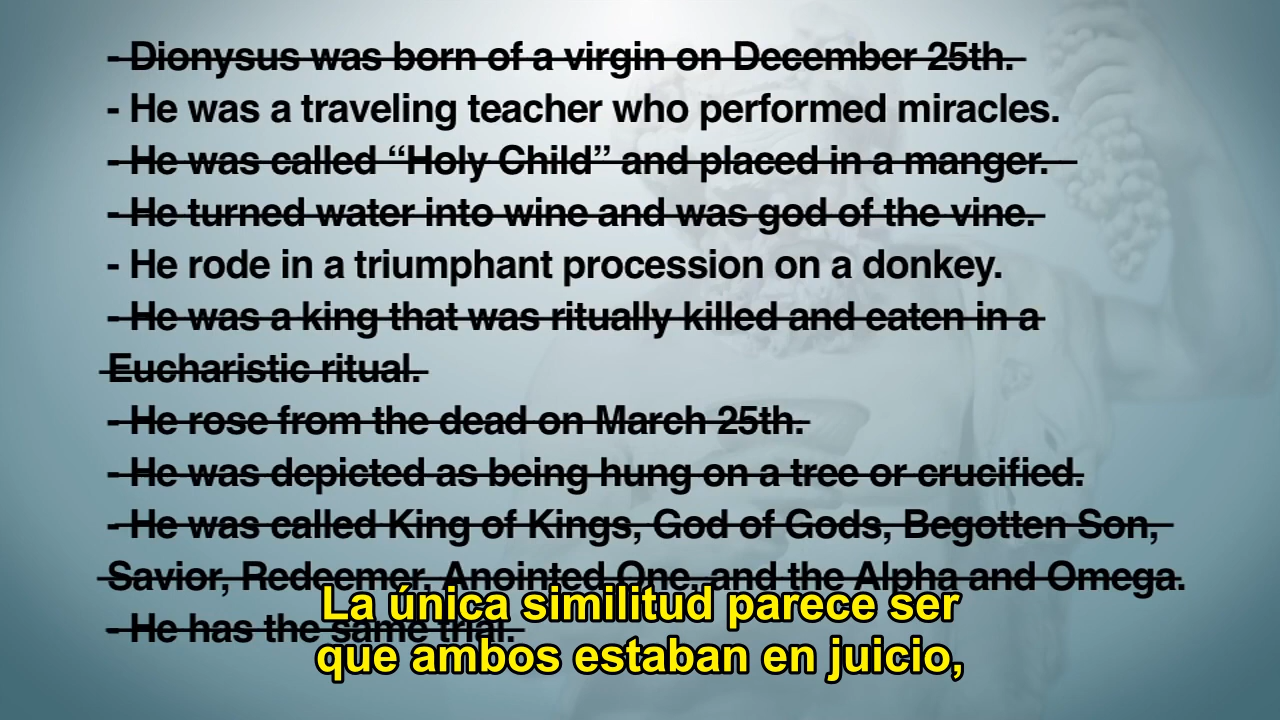 - Dionysus was born of a virgin on December 25th.
- He was a traveling teacher who performed miracles.
- He was called “Holy Child” and placed in a manger.
- He turned water into wine and was god of the vine.
- He rode in a triumphant procession on a donkey.
- He was a king that was ritually killed and eaten in a
Eucharistic ritual.
- He rose from the dead on March 25th.
- He was depicted as being hung on a tree or crucified.
- He was called King of Kings, God of Gods, Begotten Son,
Savior, Redeemer, Anointed One, and the Alpha and Omega.
- He has the same trial.
La única similitud parece ser
que ambos estaban en juicio,